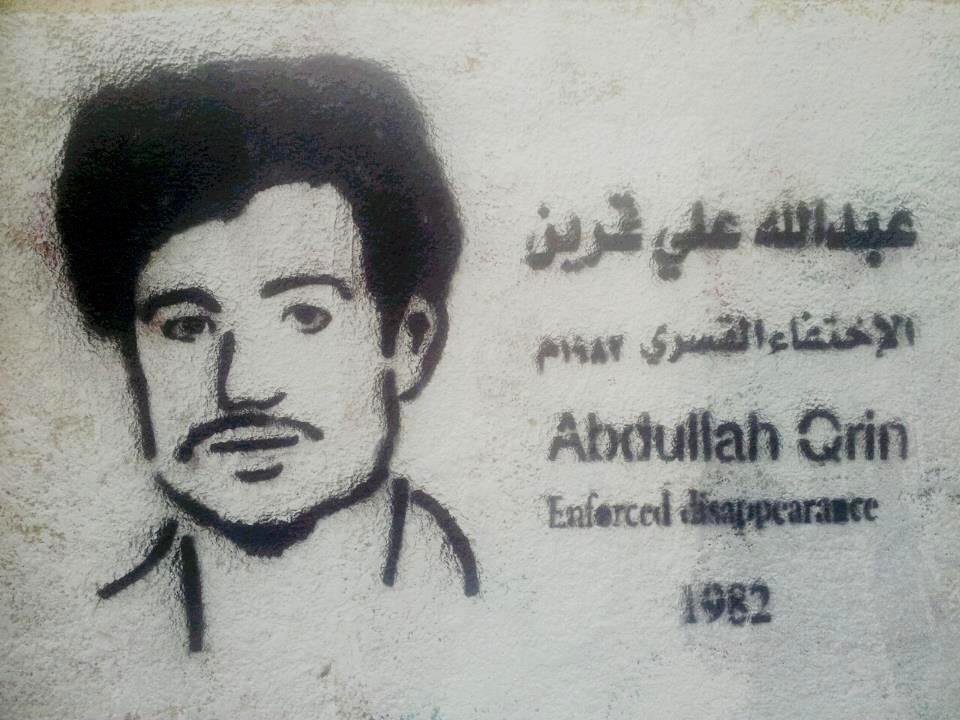 عبدالله علي قرين
الإختفاء القسري ١٩٨٢م
Abdullah Qrin
Enforced disappearance
1982